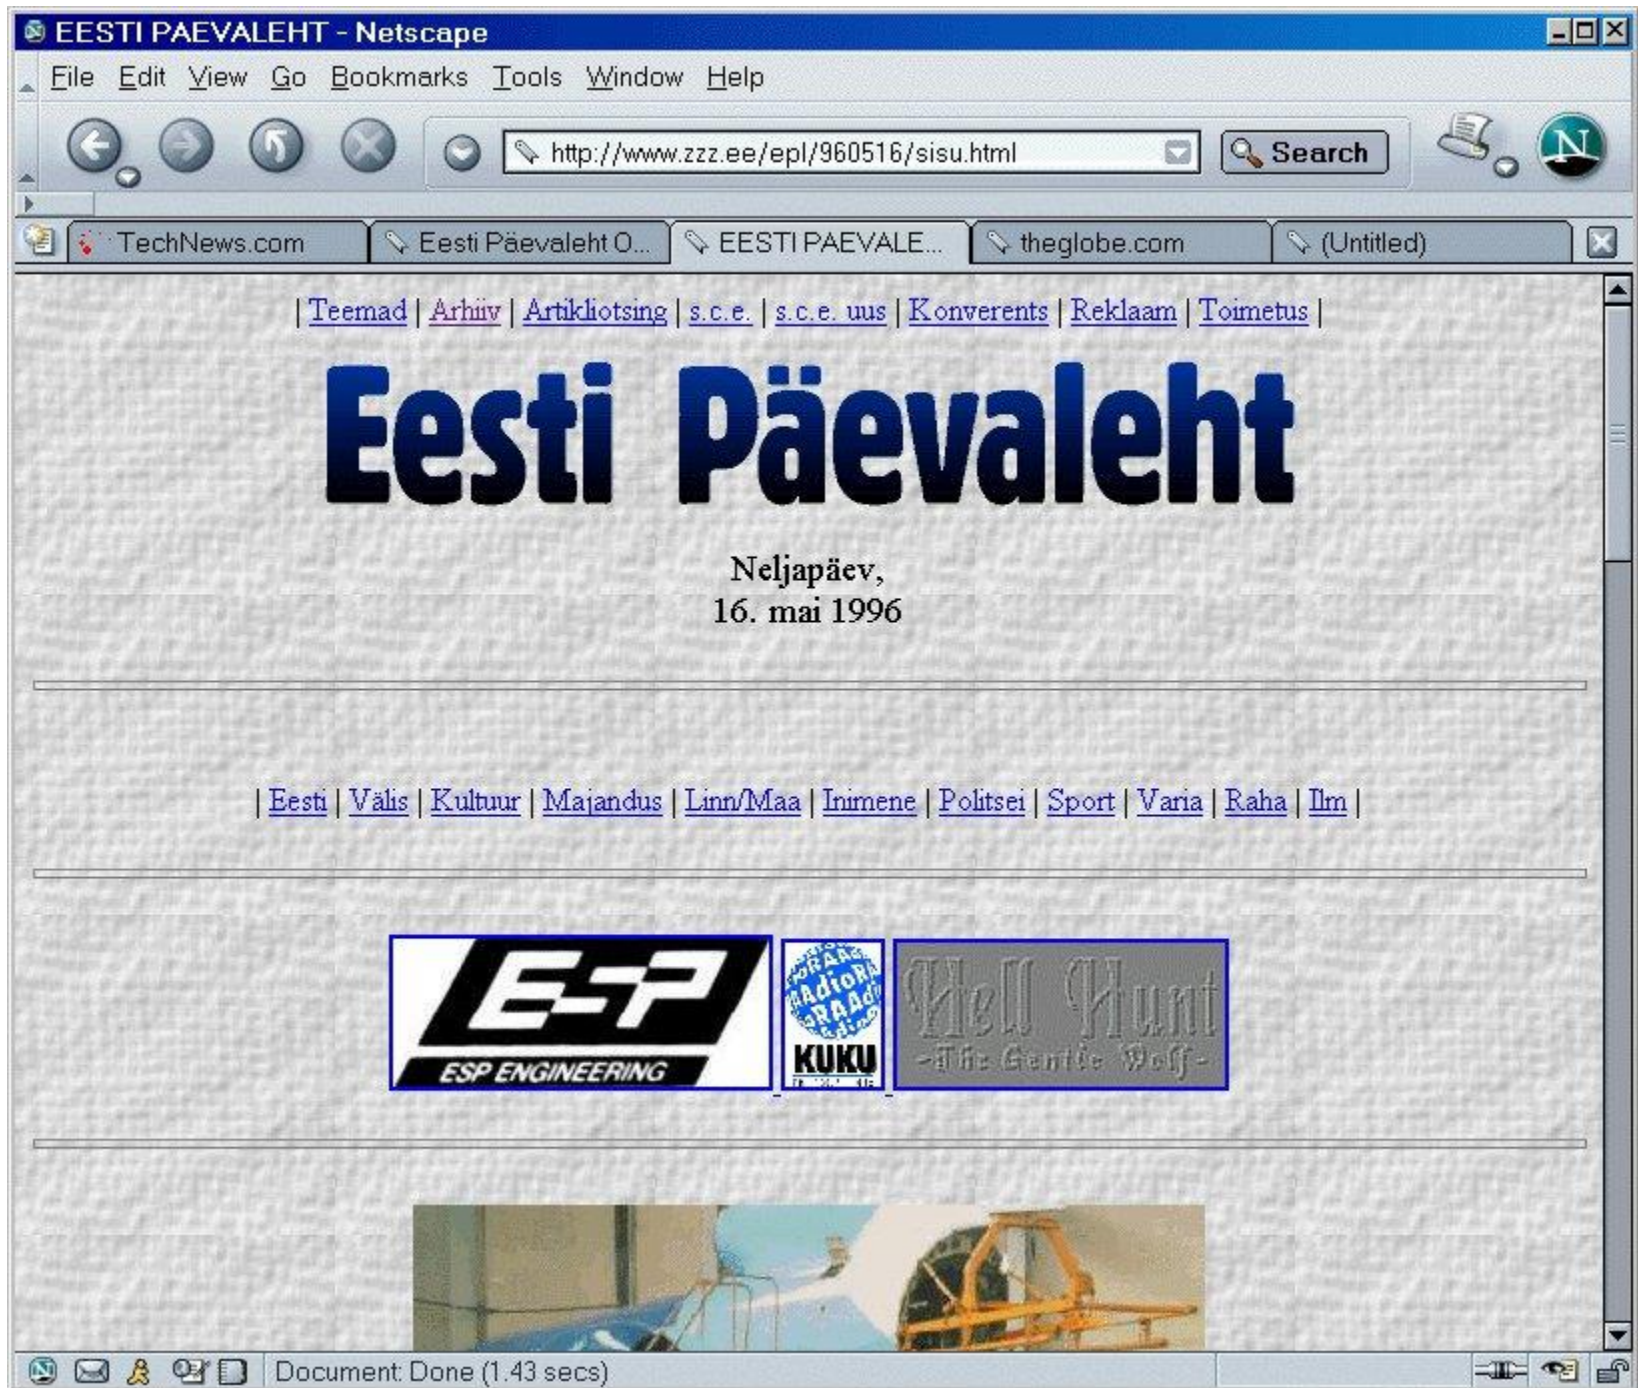 EESTI PAEVALEHT - Netscape
File Edit View Go Bookmarks Tools Window Help
http://www.zzz.ee/epl/960516/sisu.html Search N
TechNews.com Eesti Päevaleht O... EESTI PAEVALE... theglobe.com (Untitled)
| Teemad | Arhiiv | Artikliotsing | s.c.e. | s.c.e. uus | Konverents | Reklaam | Toimetus |
Eesti Päevaleht
Neljapäev,
16. mai 1996
| Eesti | Välis | Kultuur | Majandus | Linn/Maa | Inimene | Politsei | Sport | Varia | Raha | Ilm |
ESP
ESP ENGINEERING
KUKU
Hell Hunt
-The Gentle Wolf-
Document: Done (1.43 secs)